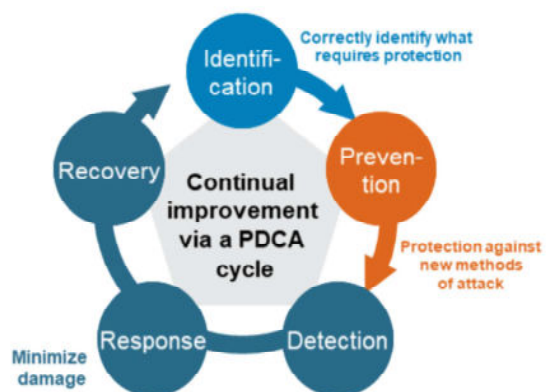 Identifi-
cation
Correctly identify what
requires protection
Preven-
tion
Protection against
new methods
of attack
Detection
Response
Minimize
damage
Recovery
Continual
improvement
via a PDCA
cycle